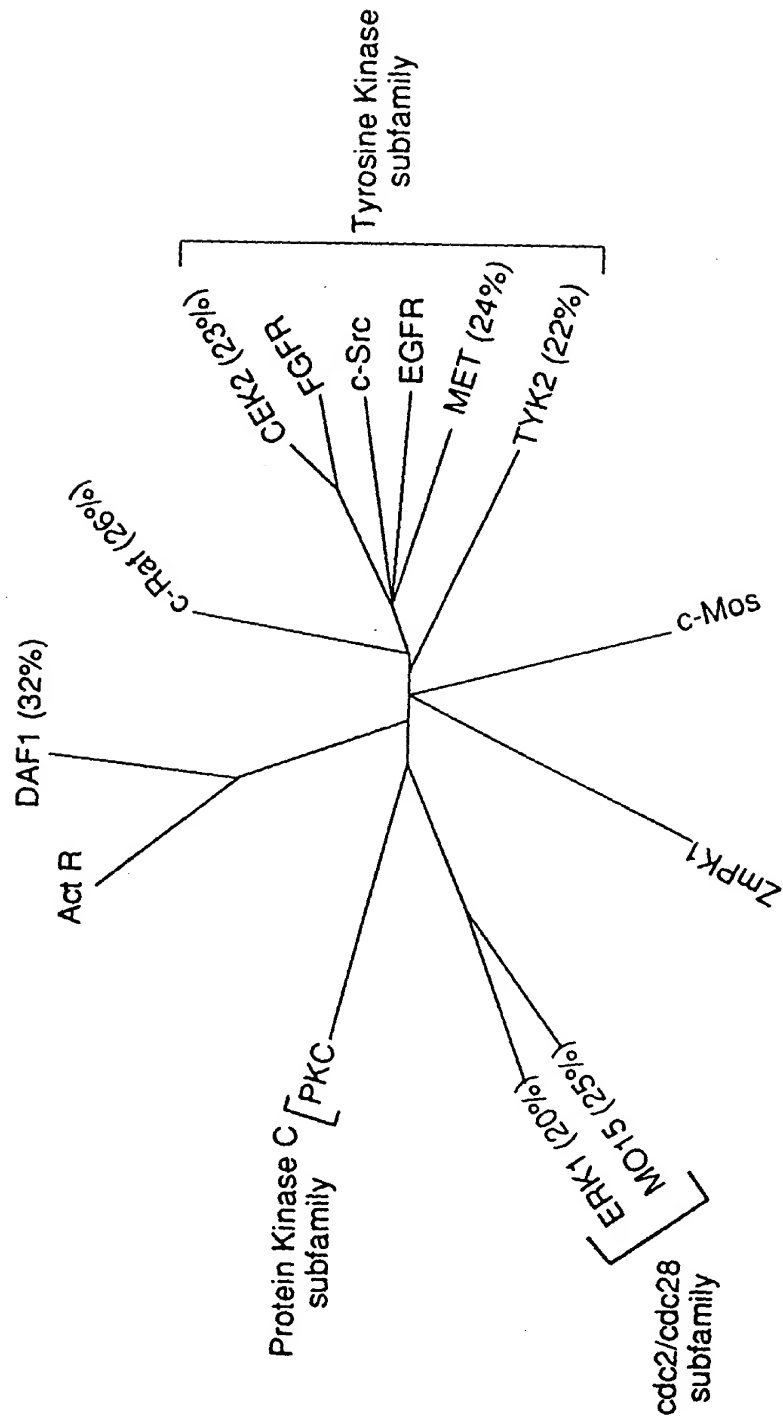 Act R
DAF1 (32%)
c-Raf (26%)
CEK2 (23%)
FGFR
c-Src
EGFR
MET (24%)
TYK2 (22%)
Tyrosine Kinase
subfamily
c-Mos
ZmPK1
MO15 (25%)
ERK1 (20%)
cdc2/cdc28
subfamily
PKC
Protein Kinase C
subfamily